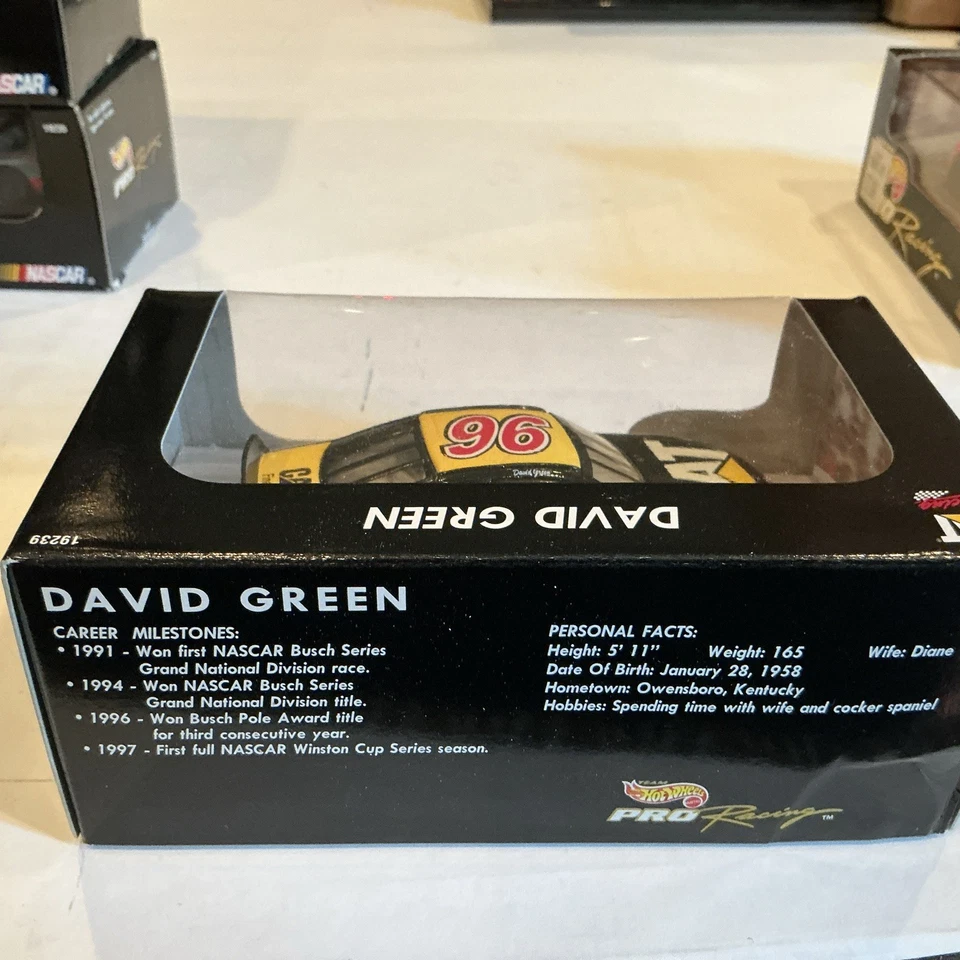 NASCAR
NASCAR
PRO
Racing
96
David Green
DAVID GREEN
19239
DAVID GREEN
CAREER MILESTONES:
• 1991 - Won first NASCAR Busch Series
Grand National Division race.
• 1994 - Won NASCAR Busch Series
Grand National Division title.
• 1996 - Won Busch Pole Award title
for third consecutive year.
• 1997 - First full NASCAR Winston Cup Series season.
PERSONAL FACTS:
Height: 5' 11" Weight: 165 Wife: Diane
Date Of Birth: January 28, 1958
Hometown: Owensboro, Kentucky
Hobbies: Spending time with wife and cocker spaniel
TEAM
HOT WHEELS
PRO Racing™